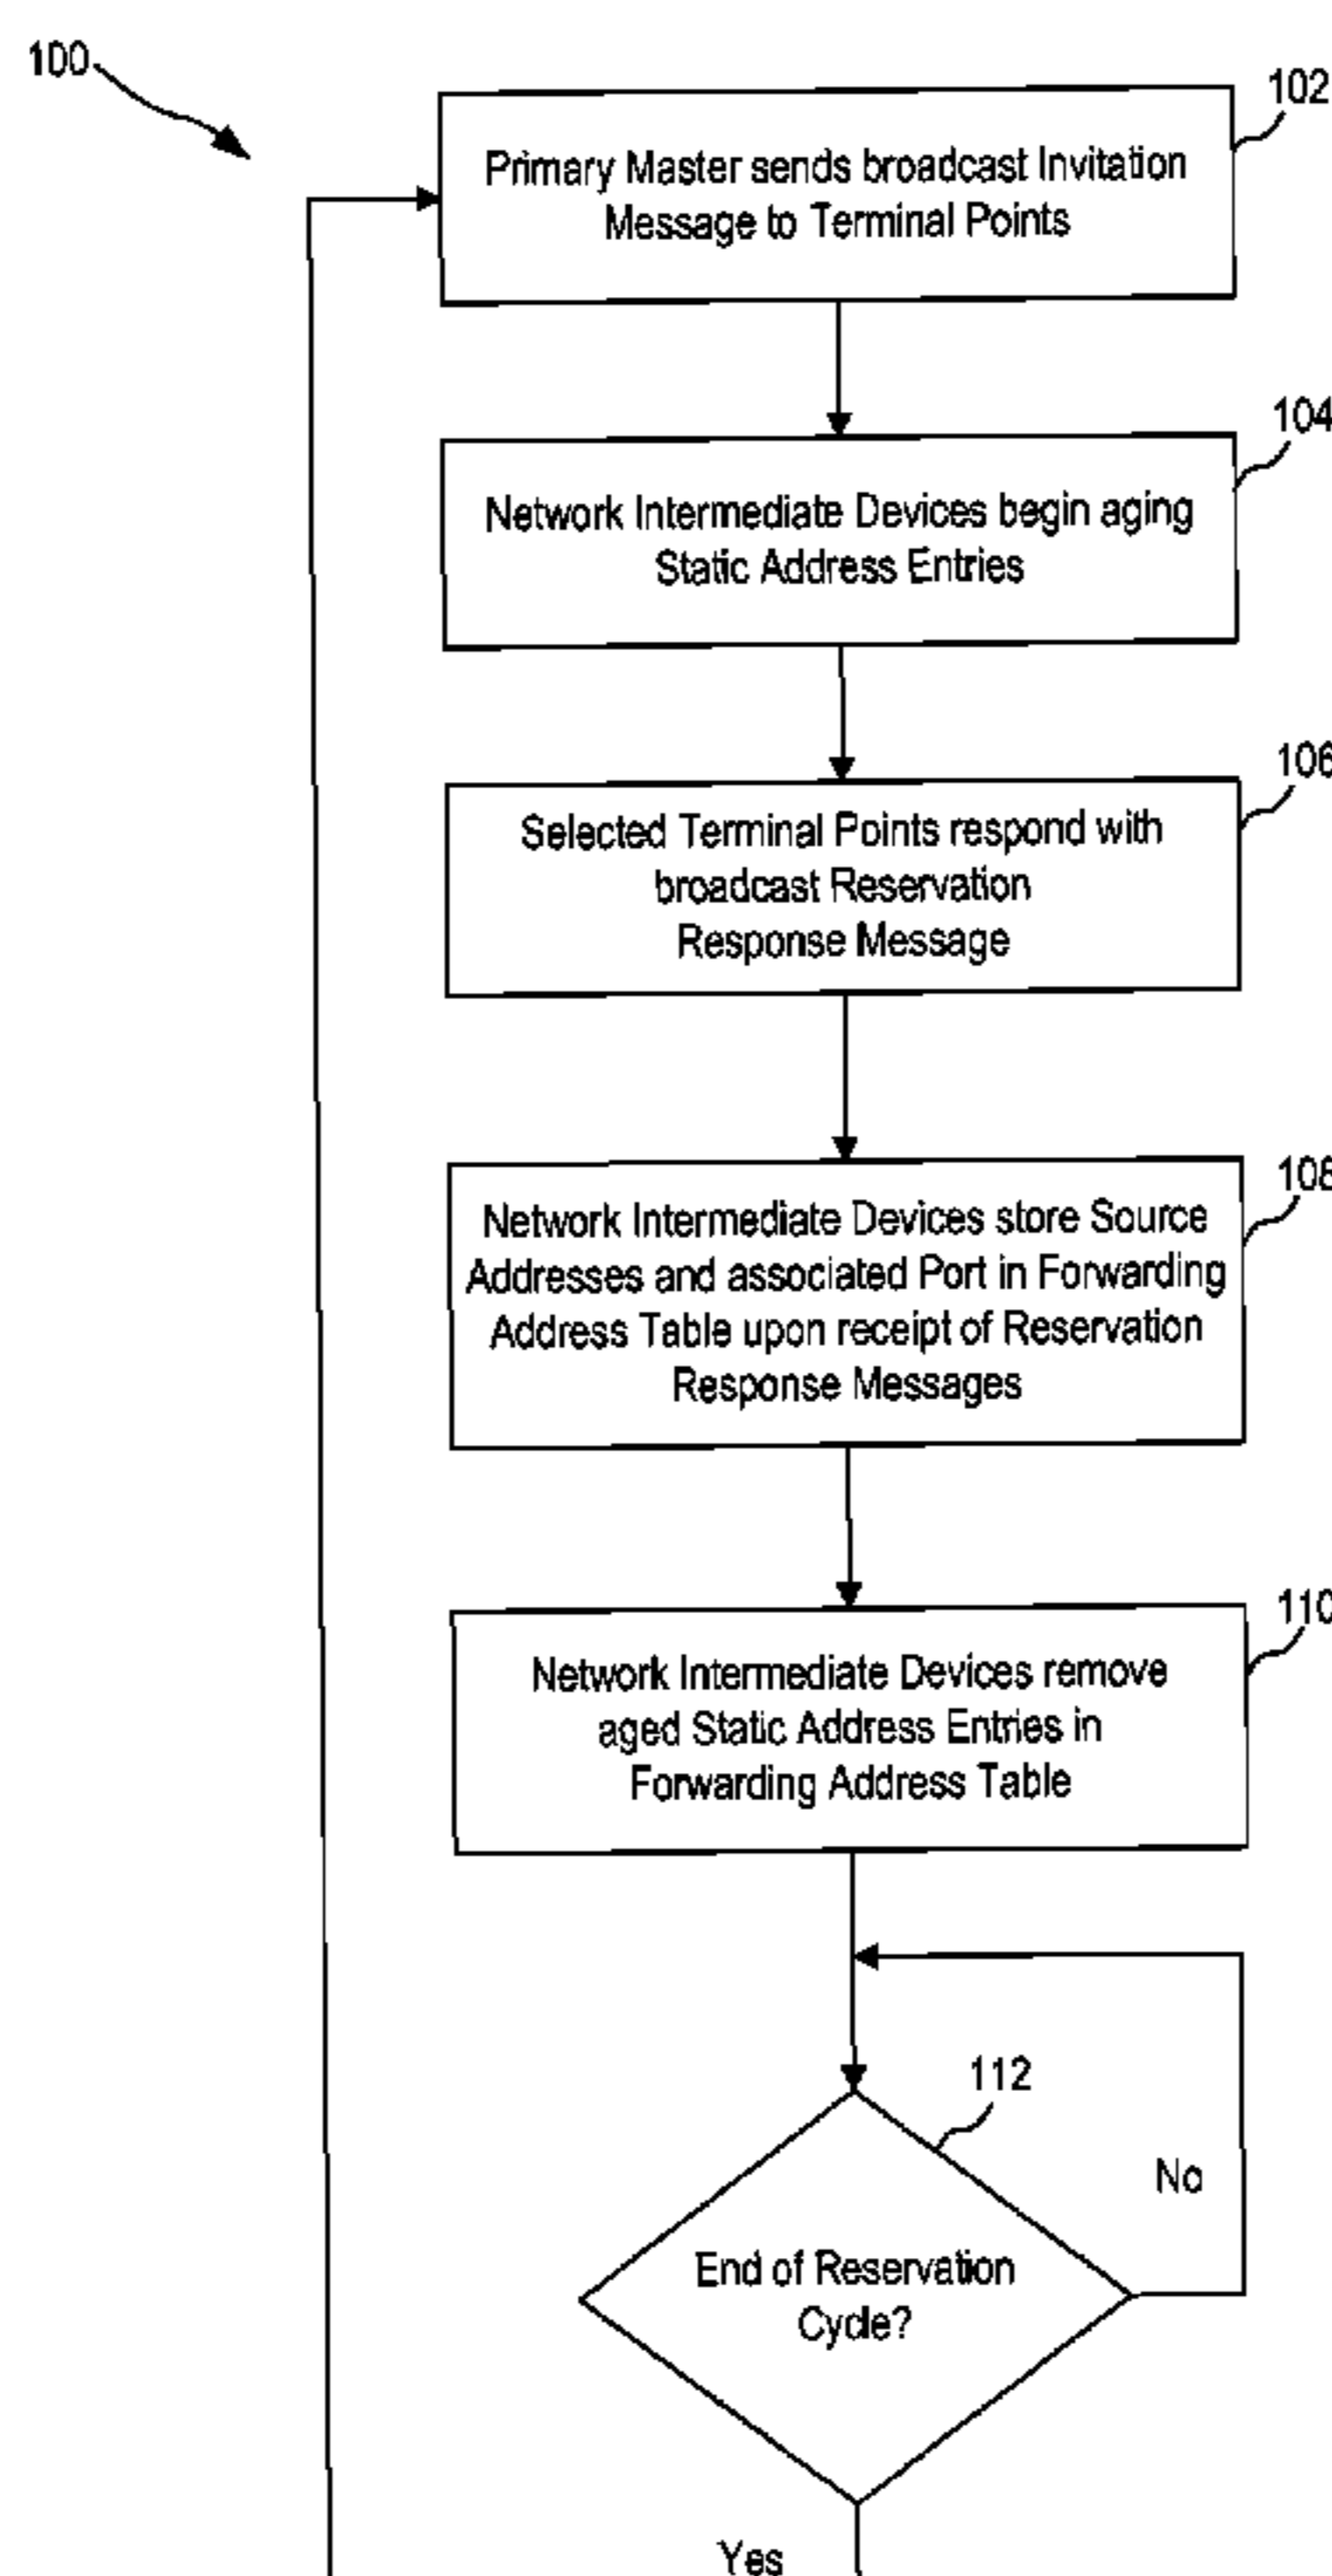 100
102
Primary Master sends broadcast Invitation
Message to Terminal Points
104
Network Intermediate Devices begin aging
Static Address Entries
106
Selected Terminal Points respond with
broadcast Reservation
Response Message
108
Network Intermediate Devices store Source
Addresses and associated Port in Forwarding
Address Table upon receipt of Reservation
Response Messages
110
Network Intermediate Devices remove
aged Static Address Entries in
Forwarding Address Table
112
No
End of Reservation
Cycle?
Yes